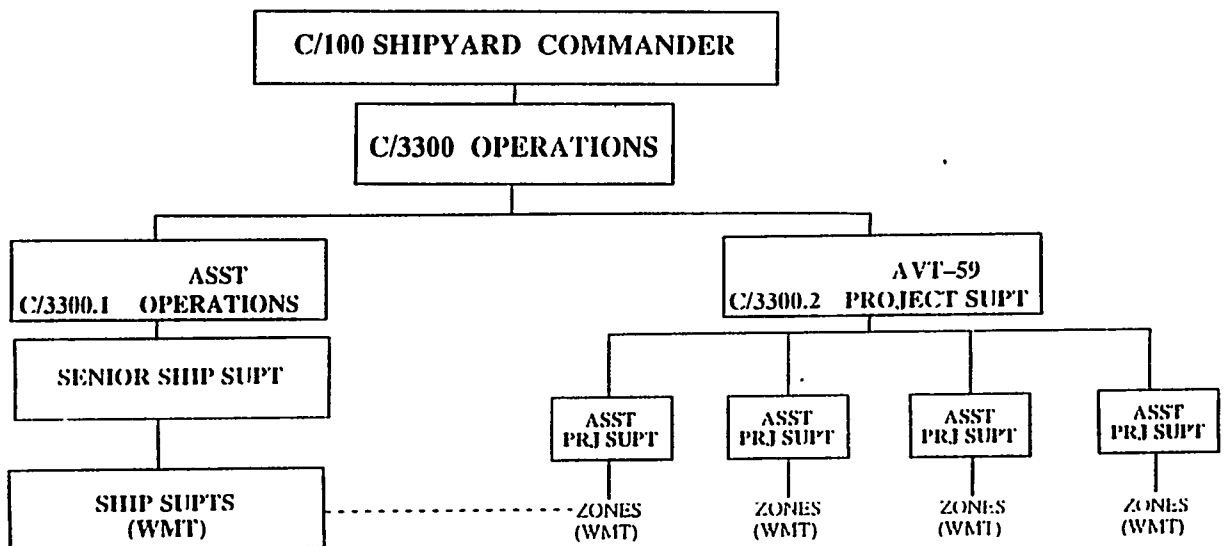 C/100 SHIPYARD COMMANDER
C/3300 OPERATIONS
ASST
C/3300.1 OPERATIONS
AVT-59
C/3300.2 PROJECT SUPT
SENIOR SHIP SUPT
ASST
PRJ SUPT
ASST
PRJ SUPT
ASST
PRJ SUPT
ASST
PRJ SUPT
SHIP SUPTS
(WMT)
ZONES
(WMT)
ZONES
(WMT)
ZONES
(WMT)
ZONES
(WMT)